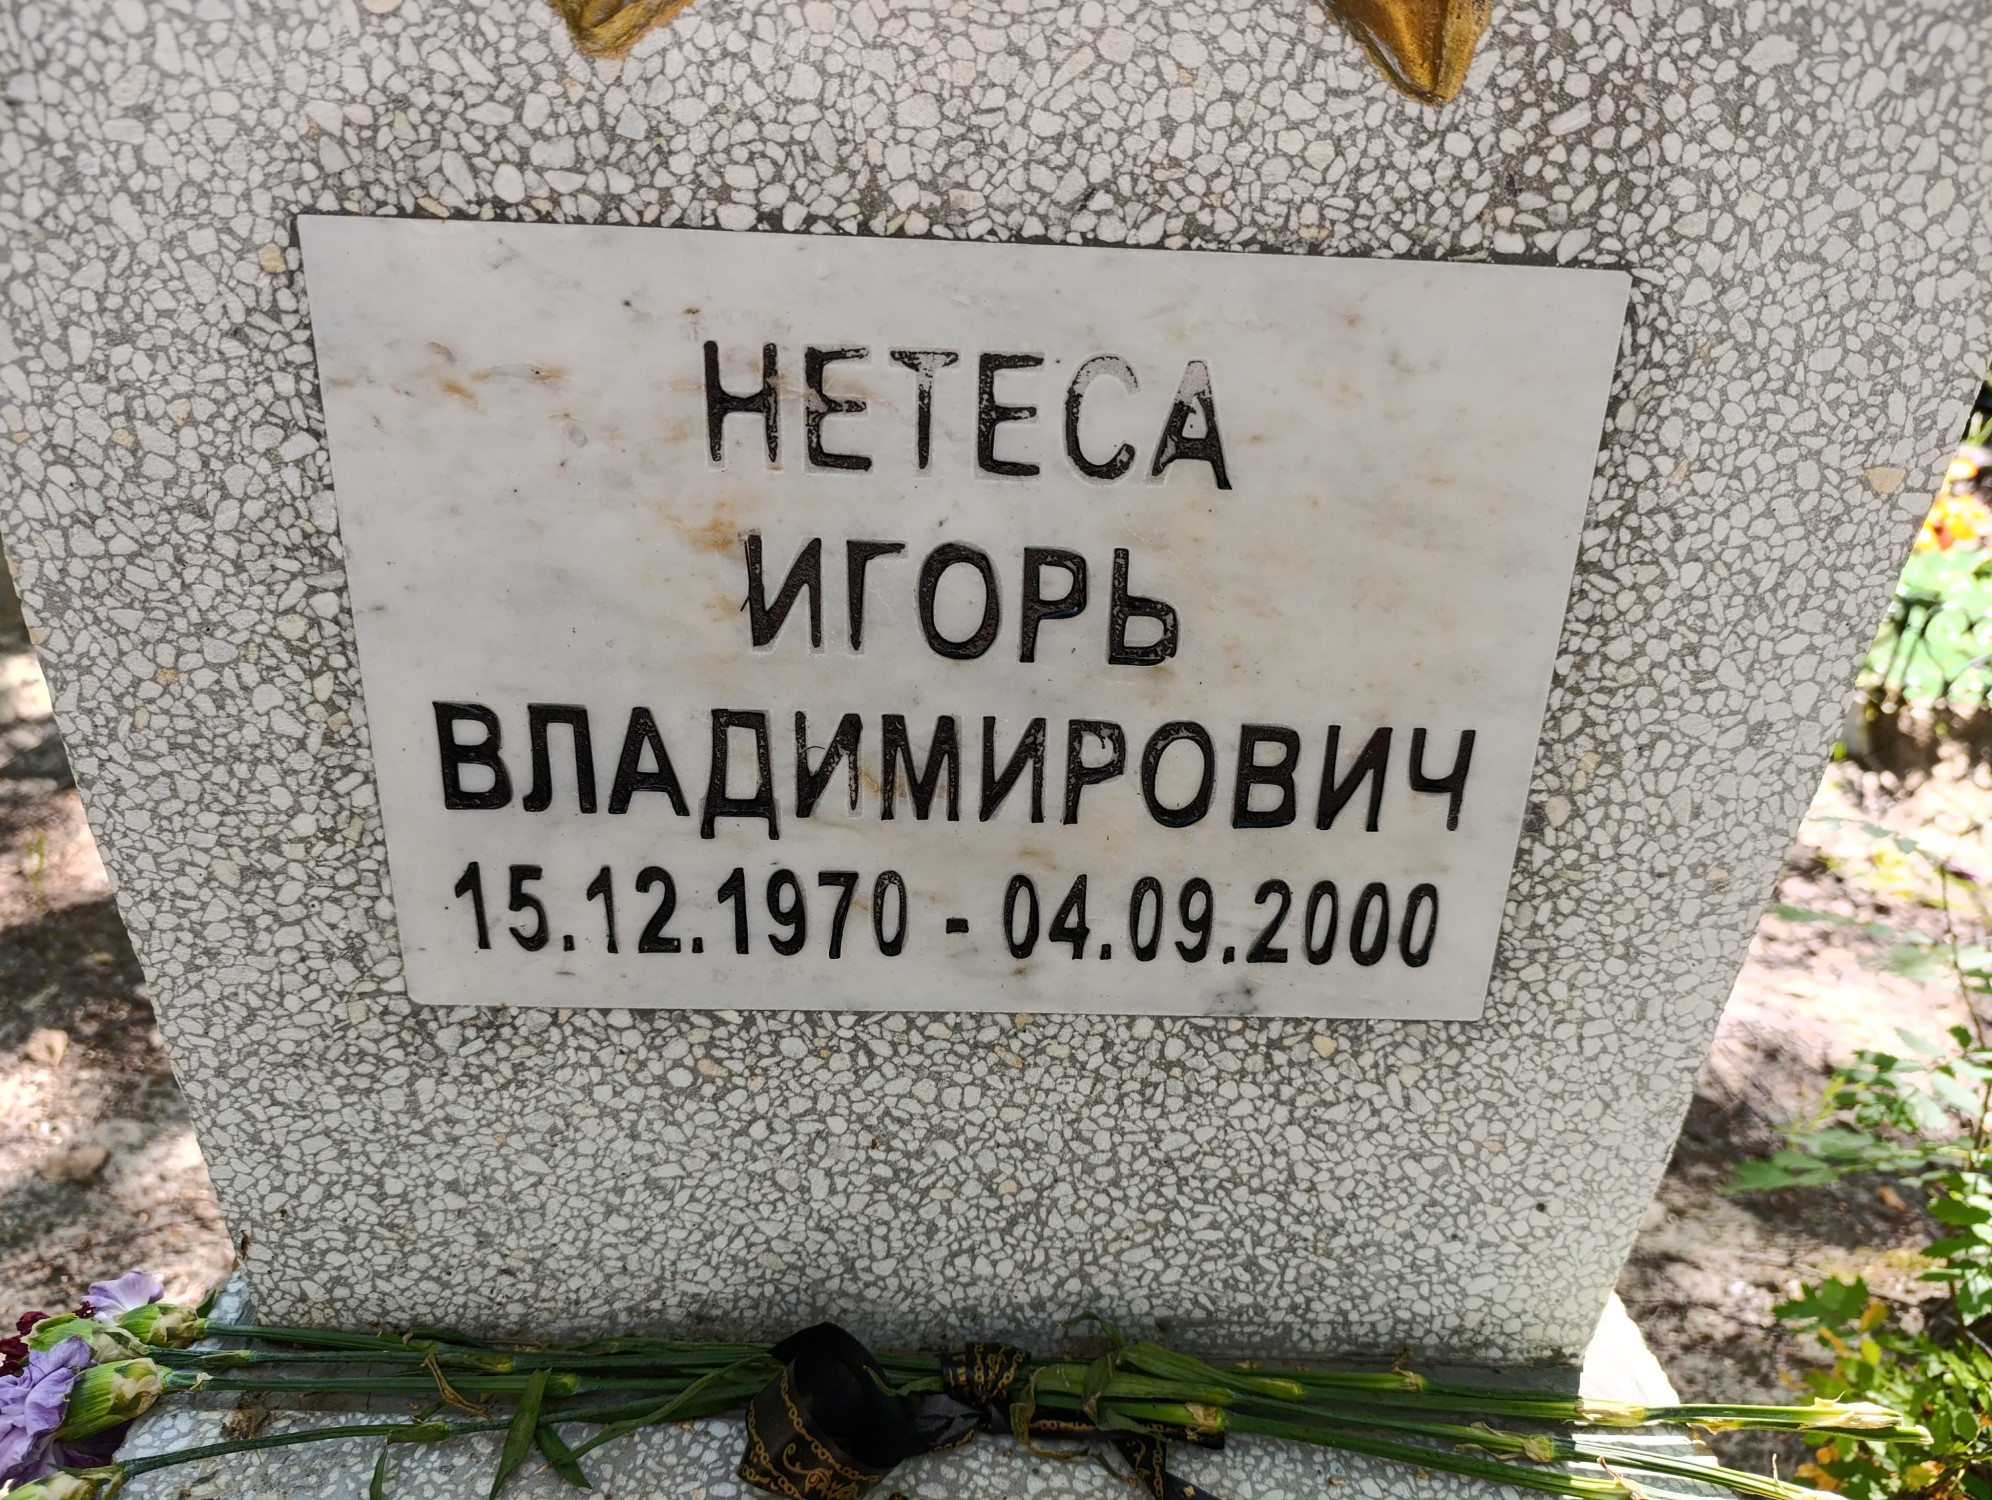 НЕТЕСА
ИГОРЬ
ВЛАДИМИРОВИЧ
15.12.1970 - 04.09.2000